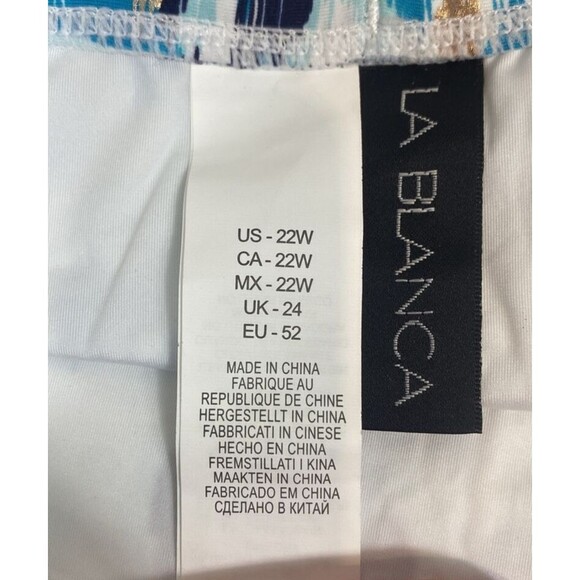 US - 22W
CA - 22W
MX - 22W
UK - 24
EU - 52
MADE IN CHINA
FABRIQUE AU
REPUBLIQUE DE CHINE
HERGESTELLT IN CHINA
FABBRICATI IN CINESE
HECHO EN CHINA
FREMSTILLATI I KINA
MAAKTEN IN CHINA
FABRICADO EM CHINA
СДЕЛАНО В КИТАЙ
LA BLANCA